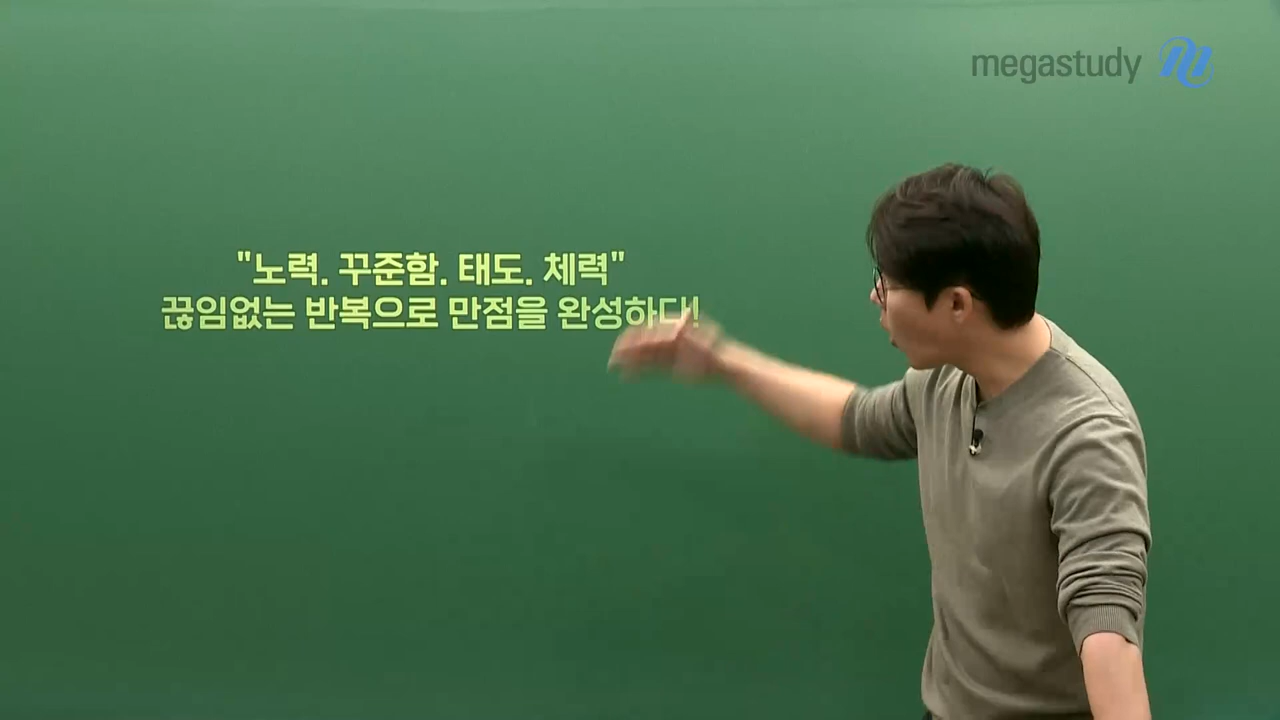 megastudy
"노력. 꾸준함. 태도. 체력"
끊임없는 반복으로 만점을 완성하다!